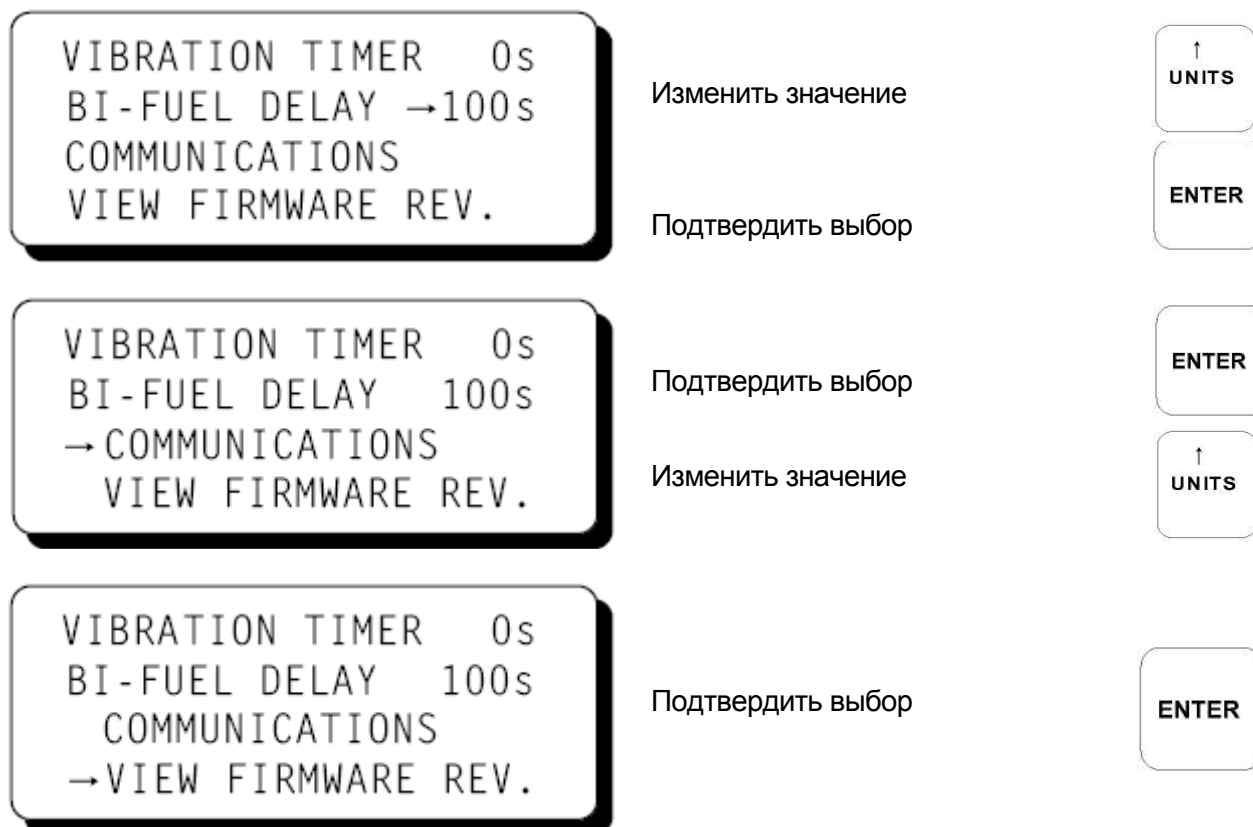 VIBRATION TIMER 0s
BI-FUEL DELAY →100s
COMMUNICATIONS
VIEW FIRMWARE REV.
Изменить значение
↑
UNITS
Подтвердить выбор
ENTER
VIBRATION TIMER 0s
BI-FUEL DELAY 100s
→COMMUNICATIONS
VIEW FIRMWARE REV.
Подтвердить выбор
ENTER
Изменить значение
↑
UNITS
VIBRATION TIMER 0s
BI-FUEL DELAY 100s
COMMUNICATIONS
→VIEW FIRMWARE REV.
Подтвердить выбор
ENTER